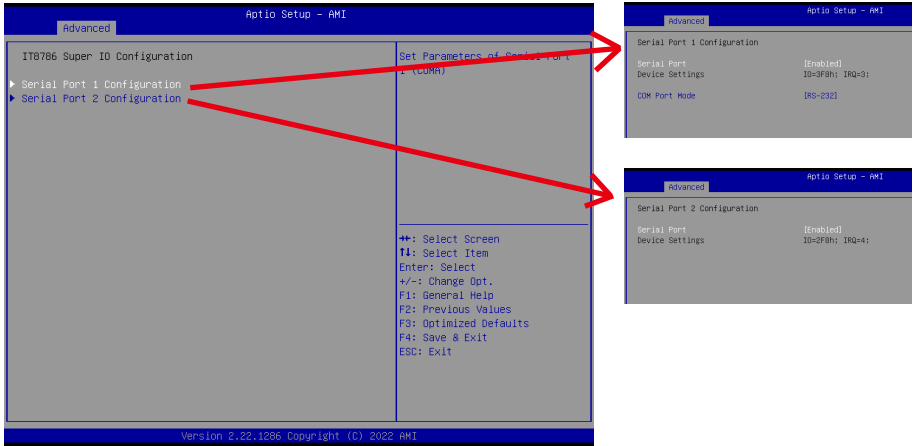 Aptio Setup – AMI
Advanced
IT8786 Super IO Configuration
Serial Port 1 Configuration
Serial Port 2 Configuration
Set Parameters of Serial Port
1 (COMA)
→←: Select Screen
↑↓: Select Item
Enter: Select
+/-: Change Opt.
F1: General Help
F2: Previous Values
F3: Optimized Defaults
F4: Save & Exit
ESC: Exit
Version 2.22.1286 Copyright (C) 2022 AMI
Aptio Setup – AMI
Advanced
Serial Port 1 Configuration
Serial Port [Enabled]
Device Settings IO=3F8h; IRQ=3;
COM Port Mode [RS-232]
Aptio Setup – AMI
Advanced
Serial Port 2 Configuration
Serial Port [Enabled]
Device Settings IO=2F8h; IRQ=4;